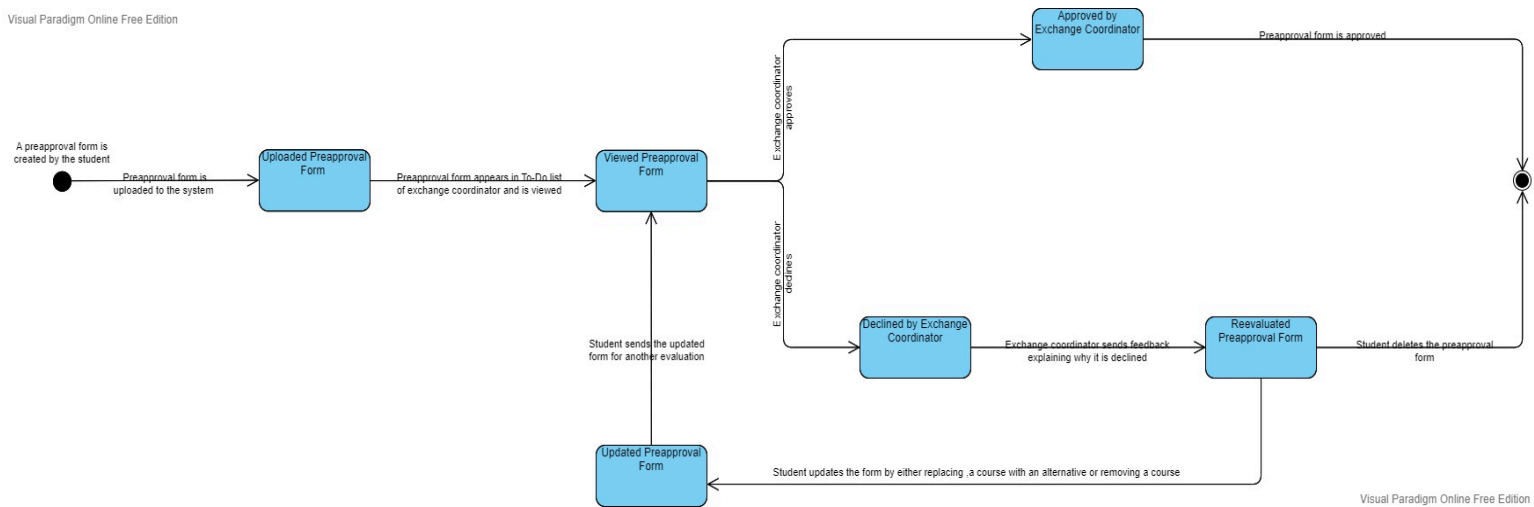 Visual Paradigm Online Free Edition
Approved by
Exchange Coordinator
Preapproval form is approved
Exchange coordinator
approves
A preapproval form is
created by the student
Preapproval form is
uploaded to the system
Uploaded Preapproval
Form
Preapproval form appears in To-Do list
of exchange coordinator and is viewed
Viewed Preapproval
Form
Exchange coordinator
declines
Declined by Exchange
Coordinator
Exchange coordinator sends feedback
explaining why it is declined
Reevaluated
Preapproval Form
Student deletes the preapproval
form
Student sends the updated
form for another evaluation
Updated Preapproval
Form
Student updates the form by either replacing ,a course with an alternative or removing a course
Visual Paradigm Online Free Edition